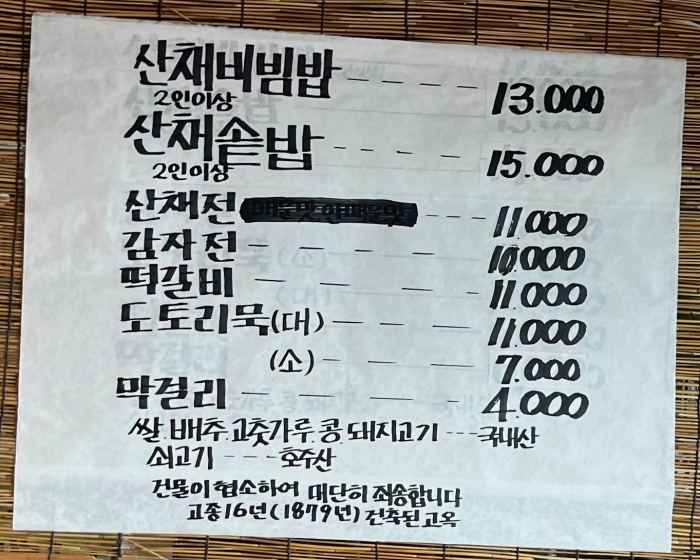 산채비빔밥 ---- 13.000
2인이상
산채솥밥 ---- 15.000
2인이상
산채전 --- 11.000
감자전 ---- 10.000
떡갈비 ---- 11.000
도토리묵(대) ---- 11.000
(소) ---- 7.000
막걸리 ---- 4.000
쌀.배추.고춧가루.콩.돼지고기 --- 국내산
쇠고기 --- 호주산
건물이 협소하여 대단히 죄송합니다
고종16년(1879년) 건축된 고옥